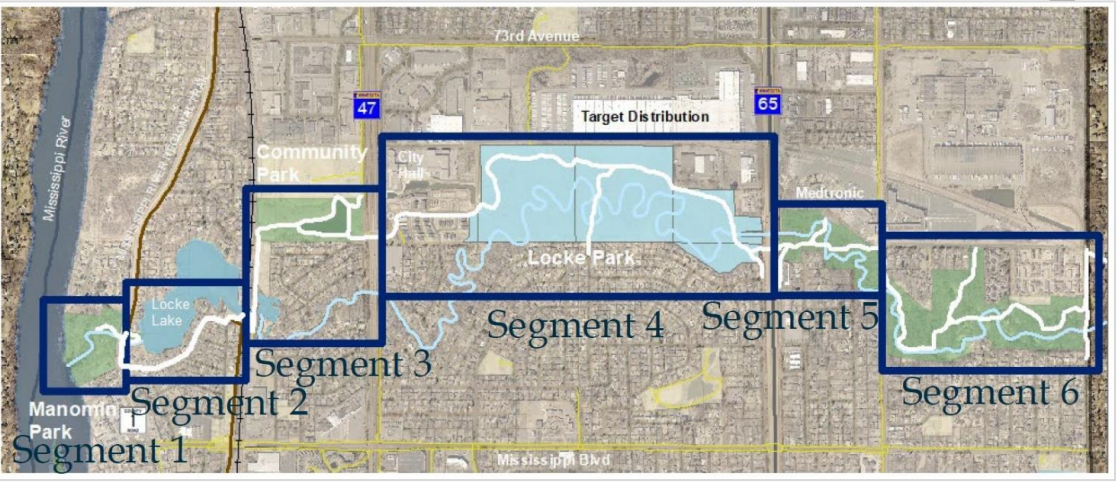 73rd Avenue
47
65
Target Distribution
Mississippi River
Community
Park
City
Hall
Medtronic
Locke Park
Locke
Lake
Segment 4
Segment 5
Segment 3
Segment 6
Segment 2
Manomin
Park
1
Segment 1
Mississippi Blvd